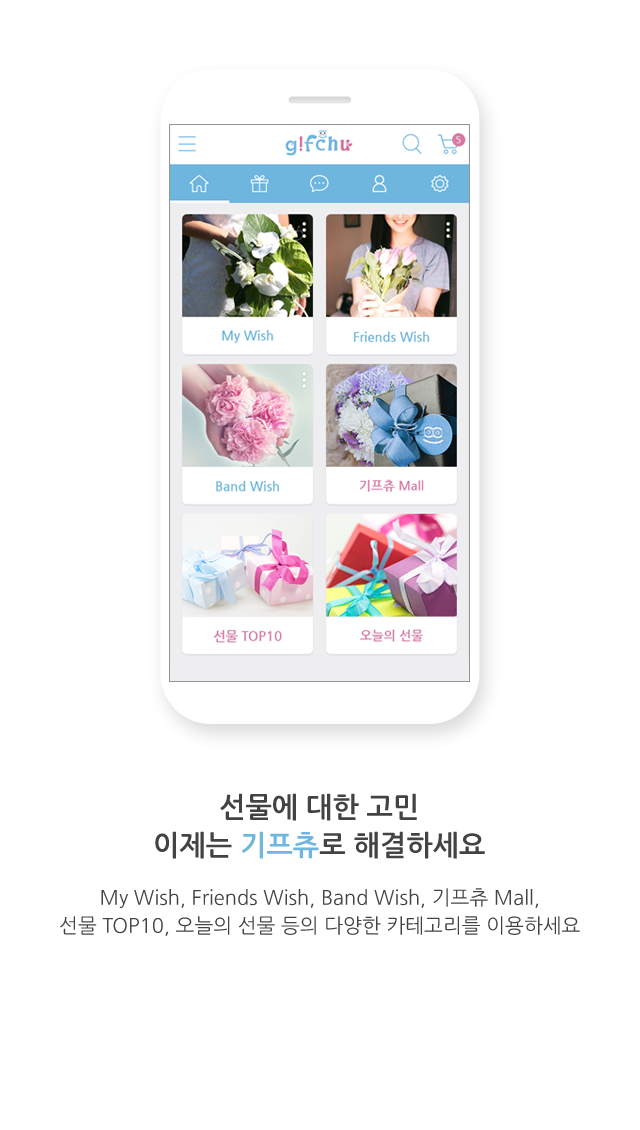 gifchu
5
My Wish
Friends Wish
Band Wish
기프츄 Mall
선물 TOP10
오늘의 선물
선물에 대한 고민
이제는 기프츄로 해결하세요
My Wish, Friends Wish, Band Wish, 기프츄 Mall,
선물 TOP10, 오늘의 선물 등의 다양한 카테고리를 이용하세요